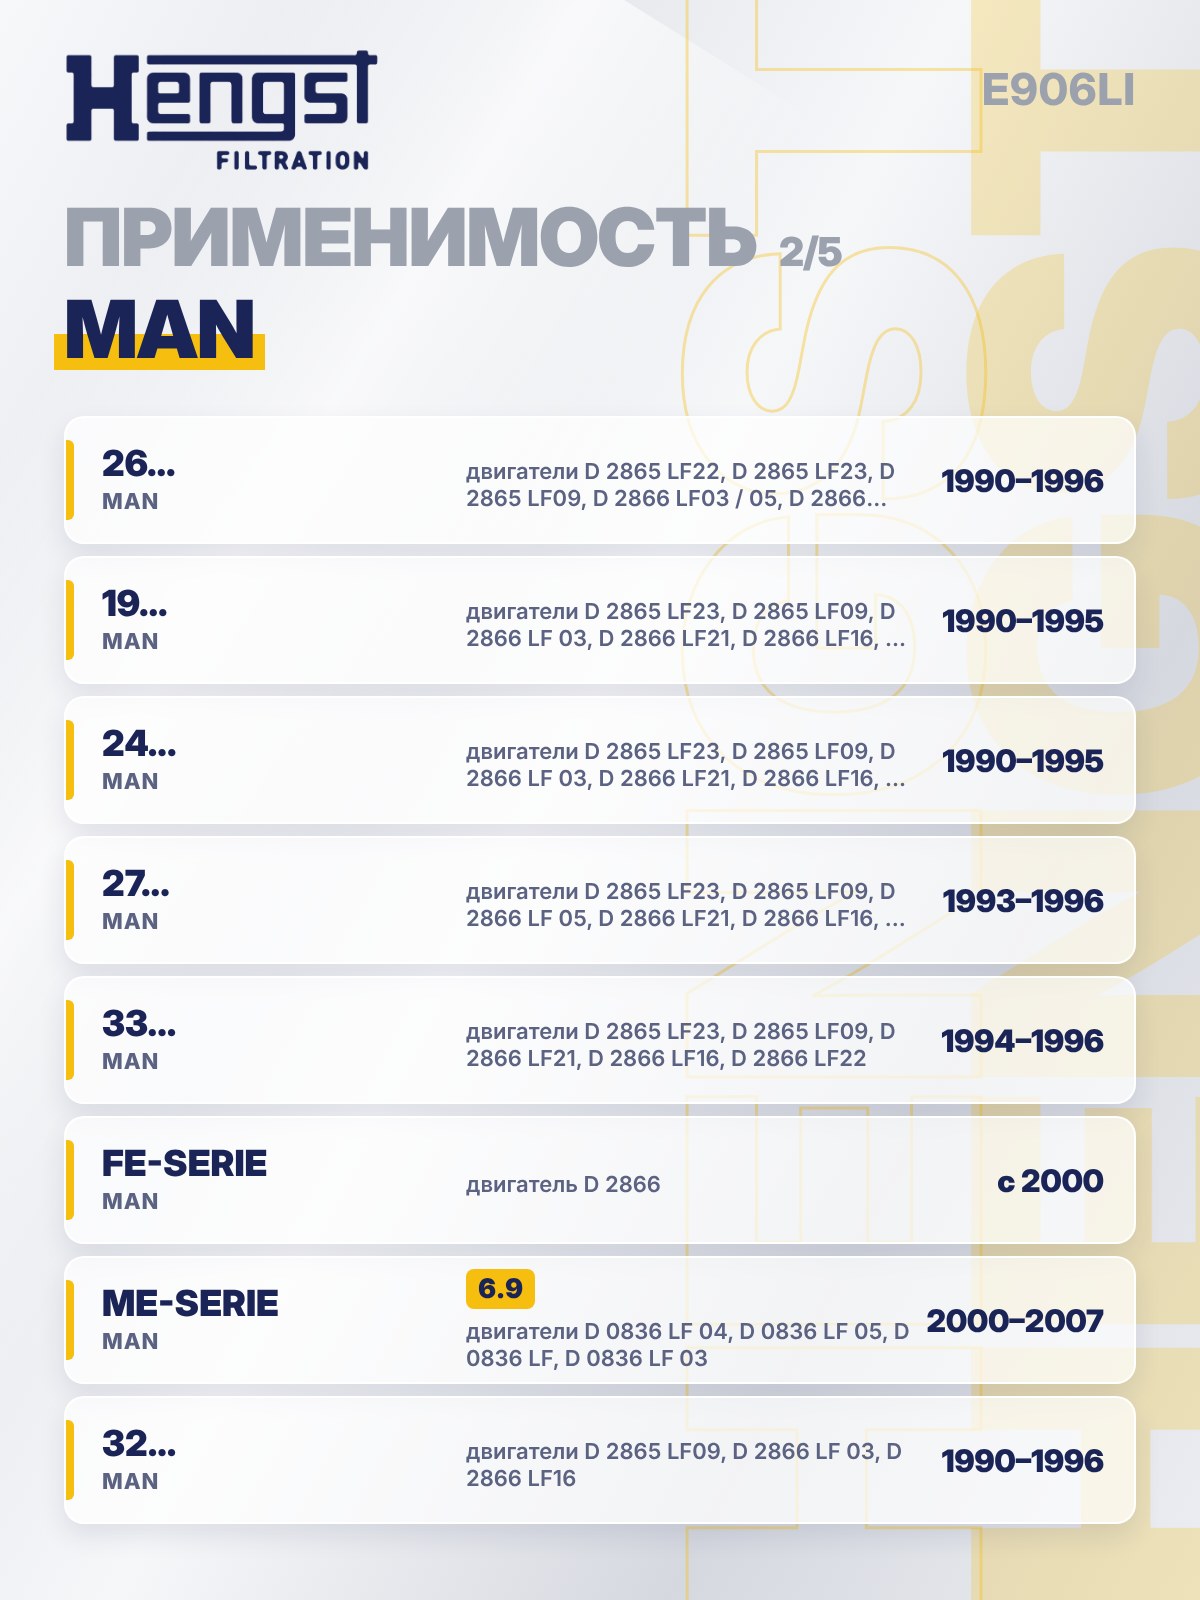 Hengst
FILTRATION
E906LI
ПРИМЕНИМОСТЬ 2/5
MAN
26...
MAN
двигатели D 2865 LF22, D 2865 LF23, D
2865 LF09, D 2866 LF03 / 05, D 2866...
1990–1996
19...
MAN
двигатели D 2865 LF23, D 2865 LF09, D
2866 LF 03, D 2866 LF21, D 2866 LF16, ...
1990–1995
24...
MAN
двигатели D 2865 LF23, D 2865 LF09, D
2866 LF 03, D 2866 LF21, D 2866 LF16, ...
1990–1995
27...
MAN
двигатели D 2865 LF23, D 2865 LF09, D
2866 LF 05, D 2866 LF21, D 2866 LF16, ...
1993–1996
33...
MAN
двигатели D 2865 LF23, D 2865 LF09, D
2866 LF21, D 2866 LF16, D 2866 LF22
1994–1996
FE-SERIE
MAN
двигатель D 2866
с 2000
ME-SERIE
MAN
6.9
двигатели D 0836 LF 04, D 0836 LF 05, D
0836 LF, D 0836 LF 03
2000–2007
32...
MAN
двигатели D 2865 LF09, D 2866 LF 03, D
2866 LF16
1990–1996
HENGST
HENGST